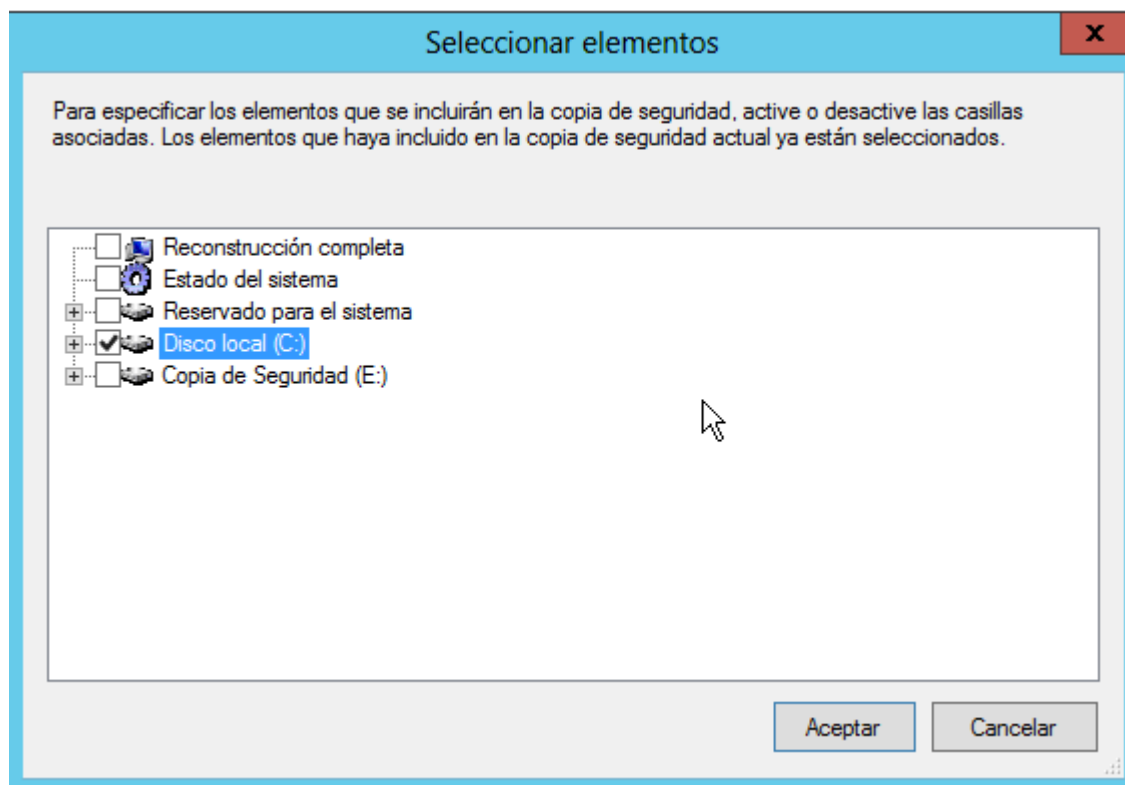 Seleccionar elementos
x
Para especificar los elementos que se incluirán en la copia de seguridad, active o desactive las casillas
asociadas. Los elementos que haya incluido en la copia de seguridad actual ya están seleccionados.
Reconstrucción completa
Estado del sistema
Reservado para el sistema
Disco local (C:)
Copia de Seguridad (E:)
Aceptar
Cancelar